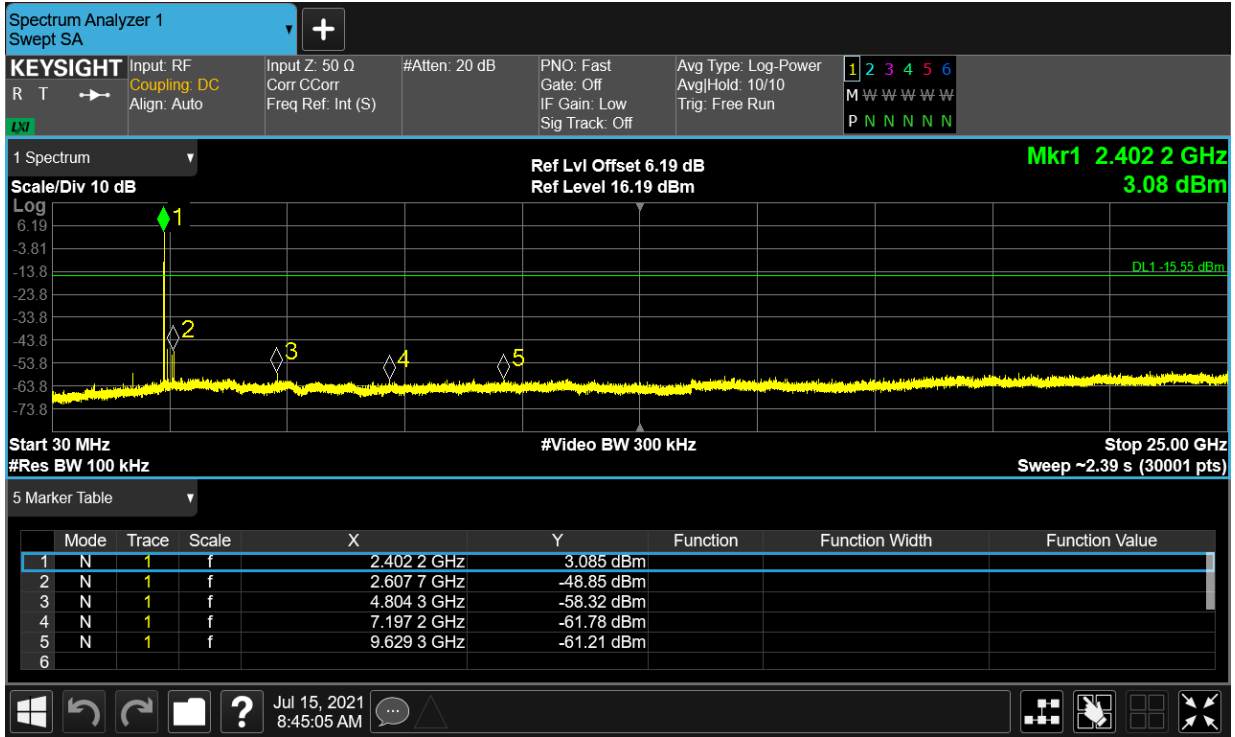 Spectrum Analyzer 1
Swept SA
KEYSIGHT
R T
LXI
Input: RF
Coupling: DC
Align: Auto
Input Z: 50 Ω
Corr CCorr
Freq Ref: Int (S)
#Atten: 20 dB
PNO: Fast
Gate: Off
IF Gain: Low
Sig Track: Off
Avg Type: Log-Power
Avg|Hold: 10/10
Trig: Free Run
1 2 3 4 5 6
M W W W W W
P N N N N N
1 Spectrum
Scale/Div 10 dB
Ref Lvl Offset 6.19 dB
Ref Level 16.19 dBm
Mkr1 2.402 2 GHz
3.08 dBm
Log
6.19
-3.81
-13.8
-23.8
-33.8
-43.8
-53.8
-63.8
-73.8
1
2
3
4
5
DL1 -15.55 dBm
Start 30 MHz
#Video BW 300 kHz
Stop 25.00 GHz
#Res BW 100 kHz
Sweep ~2.39 s (30001 pts)
5 Marker Table
Mode Trace Scale X Y Function Function Width Function Value
1 N 1 f 2.402 2 GHz 3.085 dBm
2 N 1 f 2.607 7 GHz -48.85 dBm
3 N 1 f 4.804 3 GHz -58.32 dBm
4 N 1 f 7.197 2 GHz -61.78 dBm
5 N 1 f 9.629 3 GHz -61.21 dBm
6
?
Jul 15, 2021
8:45:05 AM